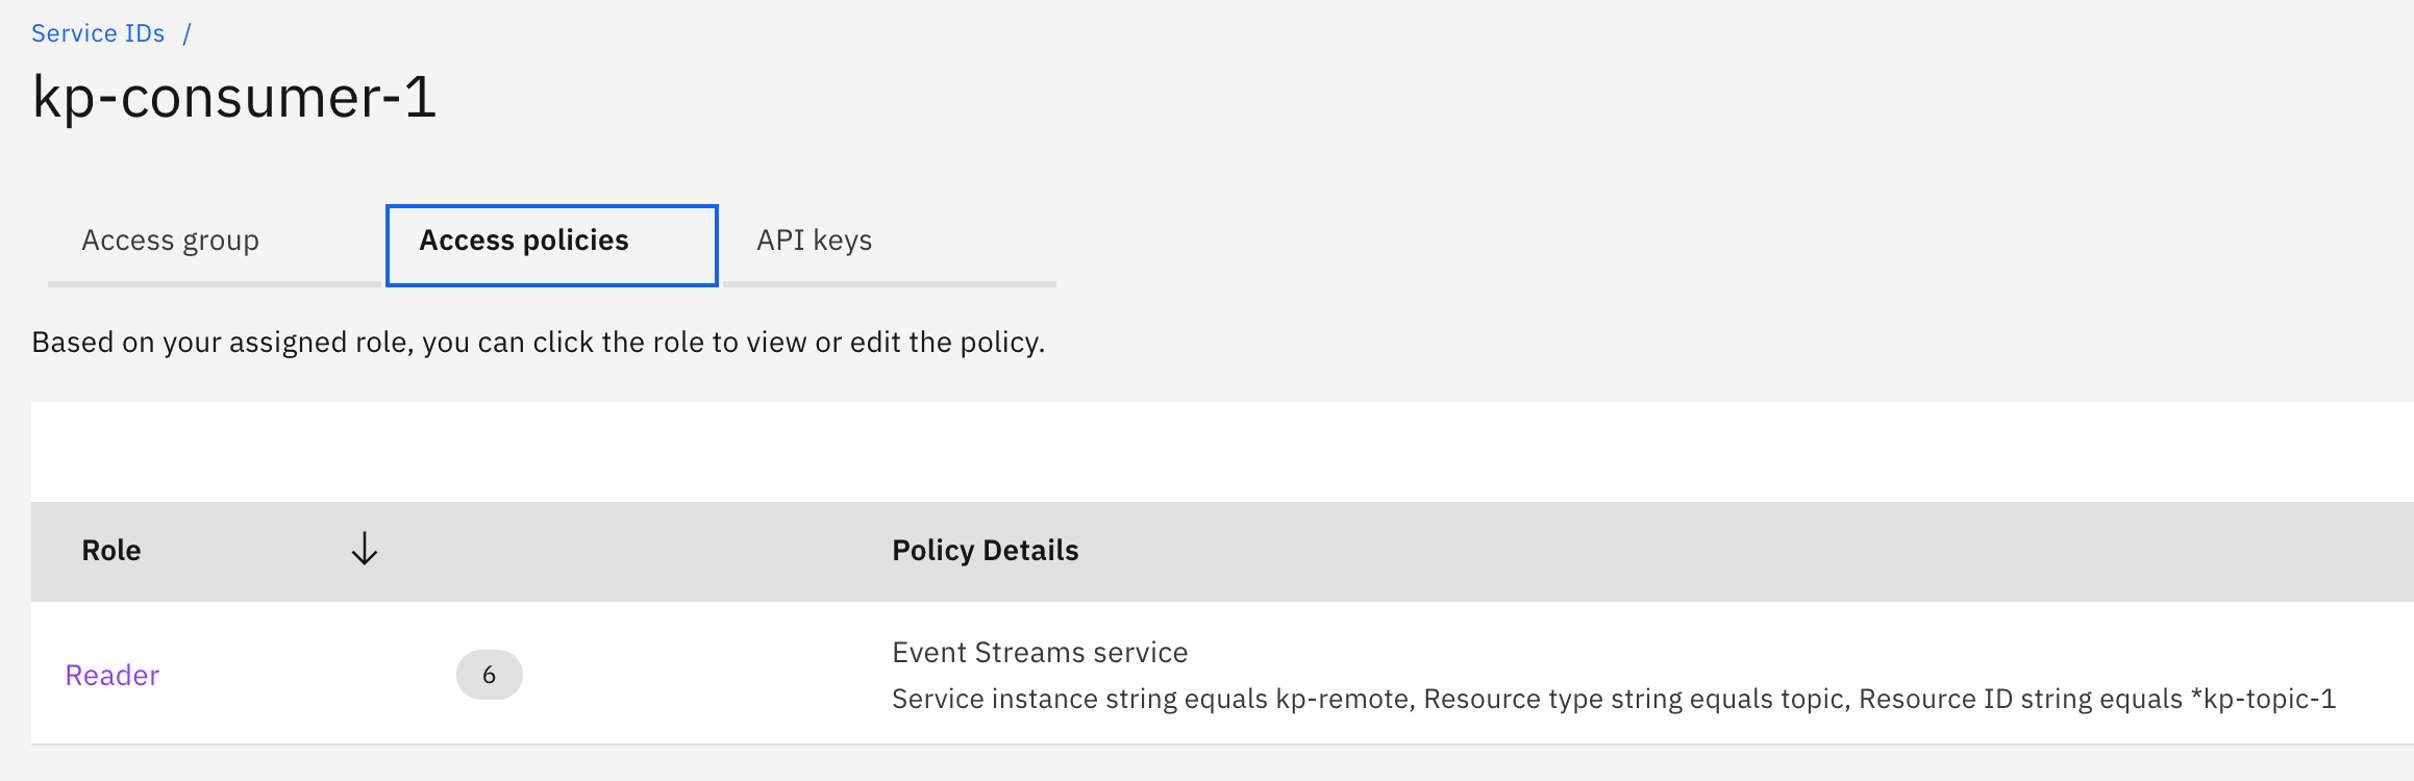 Service IDs /
kp-consumer-1
Access group
Access policies
API keys
Based on your assigned role, you can click the role to view or edit the policy.
Role ↓
Policy Details
Reader
6
Event Streams service
Service instance string equals kp-remote, Resource type string equals topic, Resource ID string equals *kp-topic-1